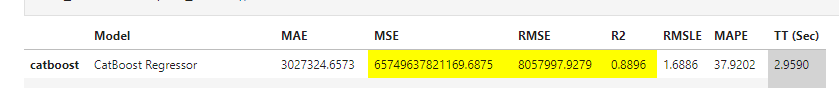 Model MAE MSE RMSE R2 RMSLE MAPE TT (Sec)
catboost CatBoost Regressor 3027324.6573 65749637821169.6875 8057997.9279 0.8896 1.6886 37.9202 2.9590